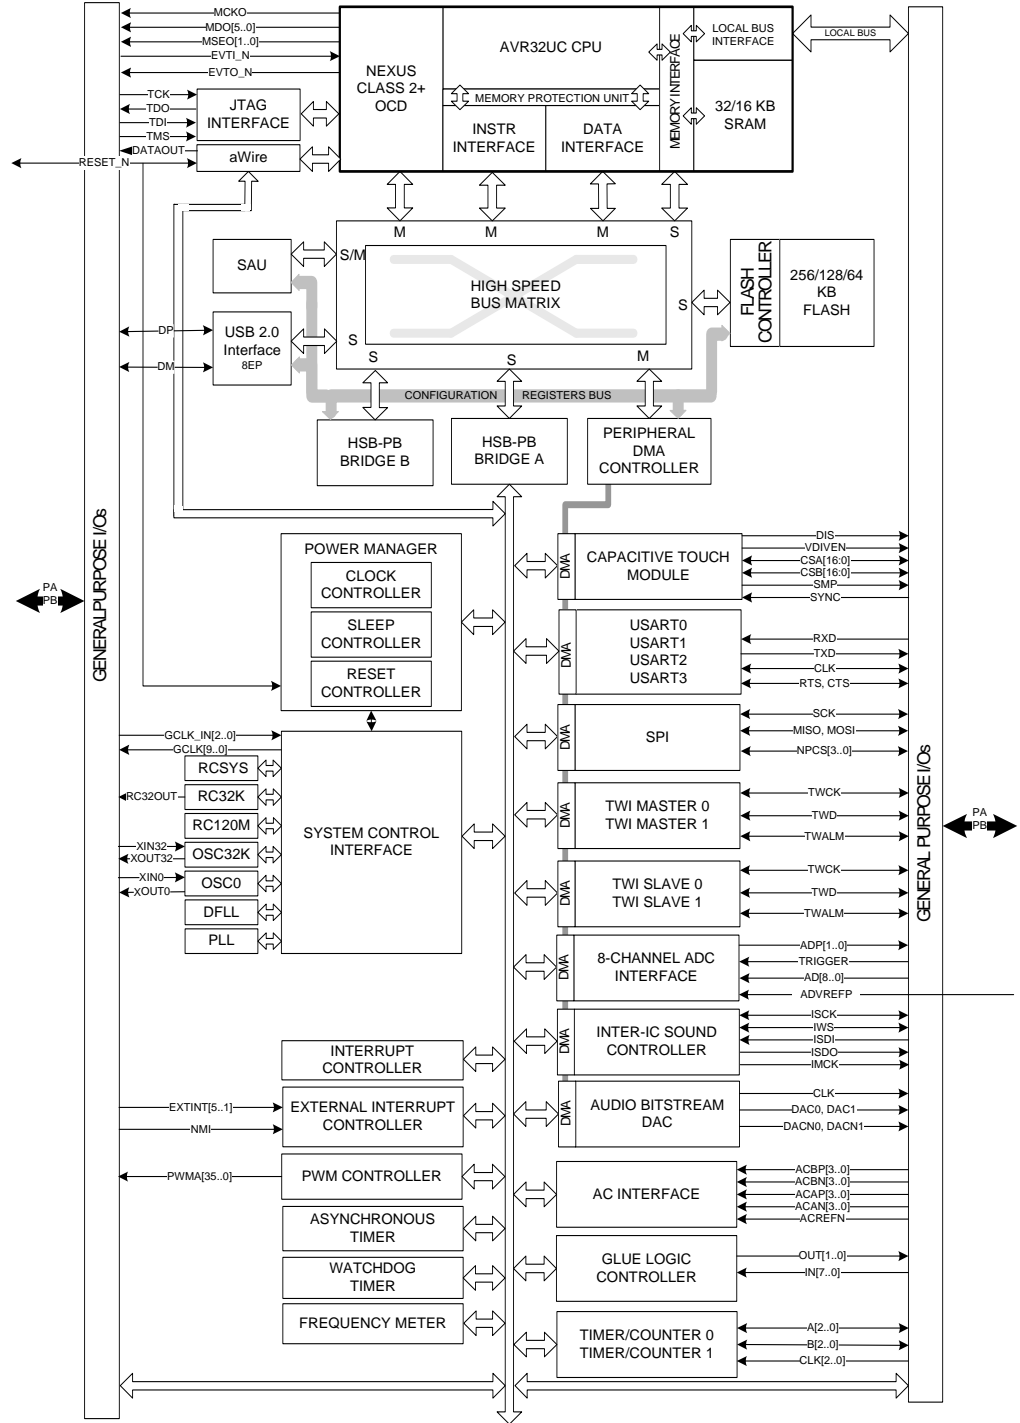 MCKO
MDO[5..0]
MSEO[1..0]
EVTI_N
EVTO_N
TCK
TDO
TDI
TMS
DATAOUT
RESET_N
JTAG
INTERFACE
aWire
NEXUS
CLASS 2+
OCD
AVR32UC CPU
MEMORY PROTECTION UNIT
INSTR
INTERFACE
DATA
INTERFACE
MEMORY INTERFACE
LOCAL BUS
INTERFACE
32/16 KB
SRAM
LOCAL BUS
M
M
M
S
S/M
SAU
HIGH SPEED
BUS MATRIX
S
FLASH
CONTROLLER
256/128/64
KB
FLASH
DP
DM
USB 2.0
Interface
8EP
S
S
S
M
CONFIGURATION
REGISTERS BUS
HSB-PB
BRIDGE B
HSB-PB
BRIDGE A
PERIPHERAL
DMA
CONTROLLER
GENERALPURPOSE I/Os
PA
PB
POWER MANAGER
CLOCK
CONTROLLER
SLEEP
CONTROLLER
RESET
CONTROLLER
GCLK_IN[2..0]
GCLK[9..0]
RCSYS
RC32OUT
RC32K
RC120M
XIN32
XOUT32
OSC32K
XIN0
XOUT0
OSC0
DFLL
PLL
SYSTEM CONTROL
INTERFACE
INTERRUPT
CONTROLLER
EXTINT[5..1]
NMI
EXTERNAL INTERRUPT
CONTROLLER
PWMA[35..0]
PWM CONTROLLER
ASYNCHRONOUS
TIMER
WATCHDOG
TIMER
FREQUENCY METER
DMA
CAPACITIVE TOUCH
MODULE
DIS
VDIVEN
CSA[16:0]
CSB[16:0]
SMP
SYNC
DMA
USART0
USART1
USART2
USART3
RXD
TXD
CLK
RTS, CTS
DMA
SPI
SCK
MISO, MOSI
NPCS[3..0]
DMA
TWI MASTER 0
TWI MASTER 1
TWCK
TWD
TWALM
DMA
TWI SLAVE 0
TWI SLAVE 1
TWCK
TWD
TWALM
DMA
8-CHANNEL ADC
INTERFACE
ADP[1..0]
TRIGGER
AD[8..0]
ADVREFP
DMA
INTER-IC SOUND
CONTROLLER
ISCK
IWS
ISDI
ISDO
IMCK
DMA
AUDIO BITSTREAM
DAC
CLK
DAC0, DAC1
DACN0, DACN1
AC INTERFACE
ACBP[3..0]
ACBN[3..0]
ACAP[3..0]
ACAN[3..0]
ACREFN
GLUE LOGIC
CONTROLLER
OUT[1..0]
IN[7..0]
TIMER/COUNTER 0
TIMER/COUNTER 1
A[2..0]
B[2..0]
CLK[2..0]
GENERAL PURPOSE I/Os
PA
PB